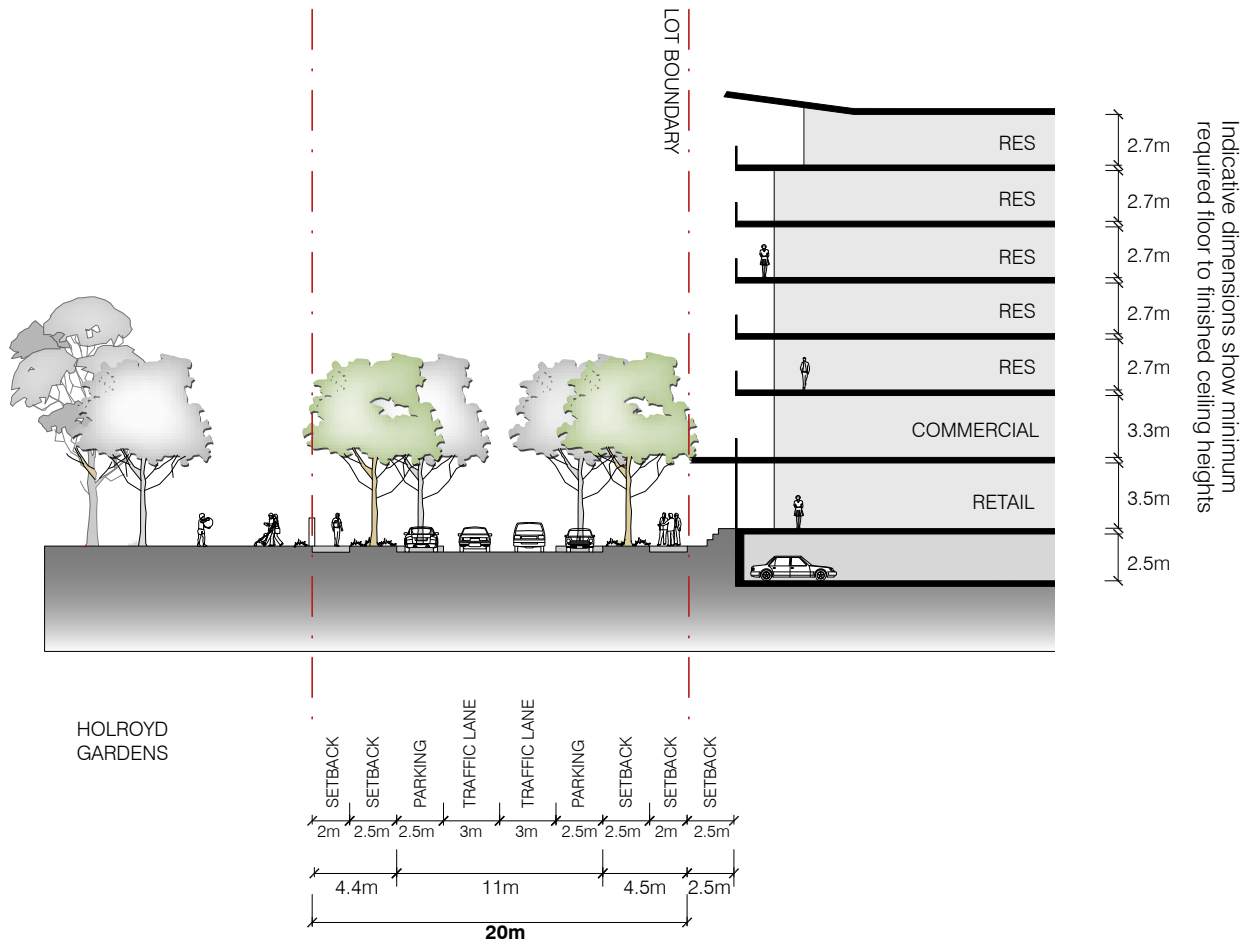 LOT BOUNDARY
RES
2.7m
RES
2.7m
RES
2.7m
RES
2.7m
RES
2.7m
COMMERCIAL
3.3m
RETAIL
3.5m
2.5m
Indicative dimensions show minimum
required floor to finished ceiling heights
HOLROYD
GARDENS
SETBACK
SETBACK
PARKING
TRAFFIC LANE
TRAFFIC LANE
PARKING
SETBACK
SETBACK
SETBACK
2m
2.5m
2.5m
3m
3m
2.5m
2.5m
2m
2.5m
4.4m
11m
4.5m
2.5m
20m